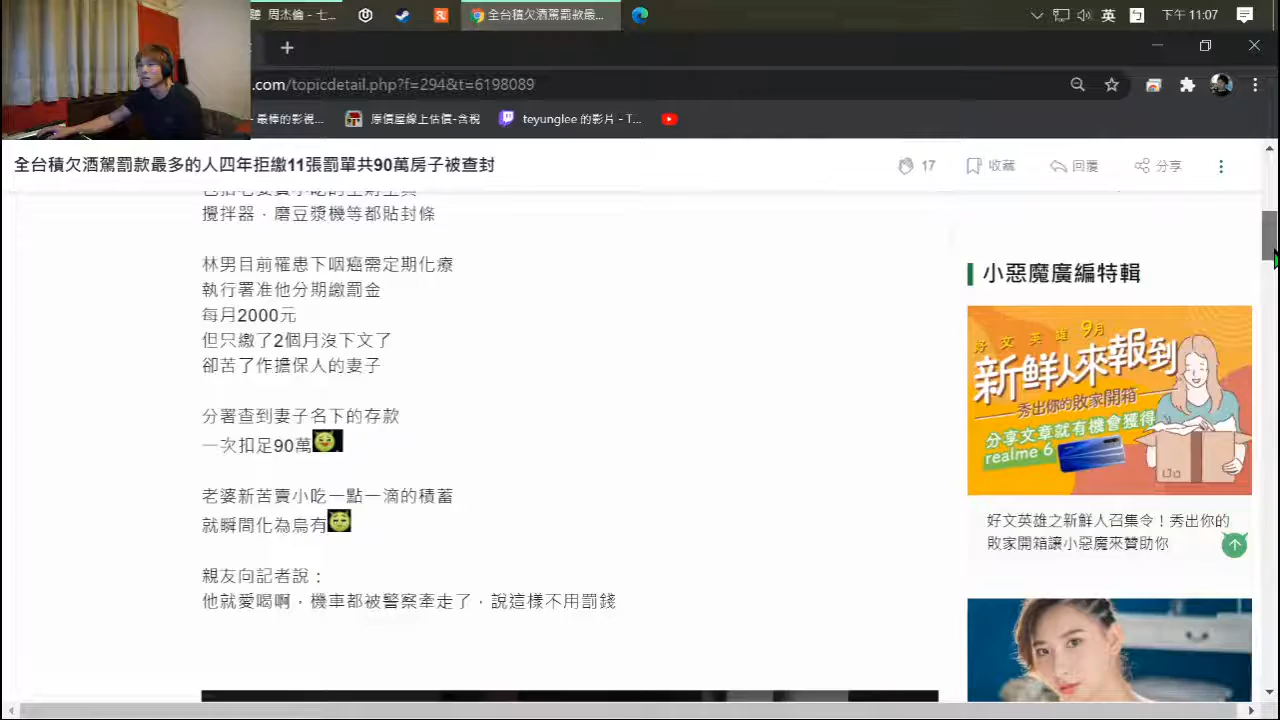 聽 周杰倫 - 七...
全台積欠酒駕罰款最...
英
下午 11:07
.com/topicdetail.php?f=294&t=6198089
最棒的影視...
原價屋線上估價-含稅
teyunglee 的影片 - T...
全台積欠酒駕罰款最多的人四年拒繳11張罰單共90萬房子被查封
17
收藏
回覆
分享
攪拌器．磨豆漿機等都貼封條
林男目前罹患下咽癌需定期化療
執行署准他分期繳罰金
每月2000元
但只繳了2個月沒下文了
卻苦了作擔保人的妻子
分署查到妻子名下的存款
一次扣足90萬
老婆新苦賣小吃一點一滴的積蓄
就瞬間化為烏有
親友向記者說：
他就愛喝啊，機車都被警察牽走了．說這樣不用罰錢
小惡魔廣編特輯
好文英雄 9月
新鮮人來報到
秀出你的敗家開箱
分享文章就有機會獲得
realme 6
好文英雄之新鮮人召集令！秀出你的
敗家開箱讓小惡魔來贊助你